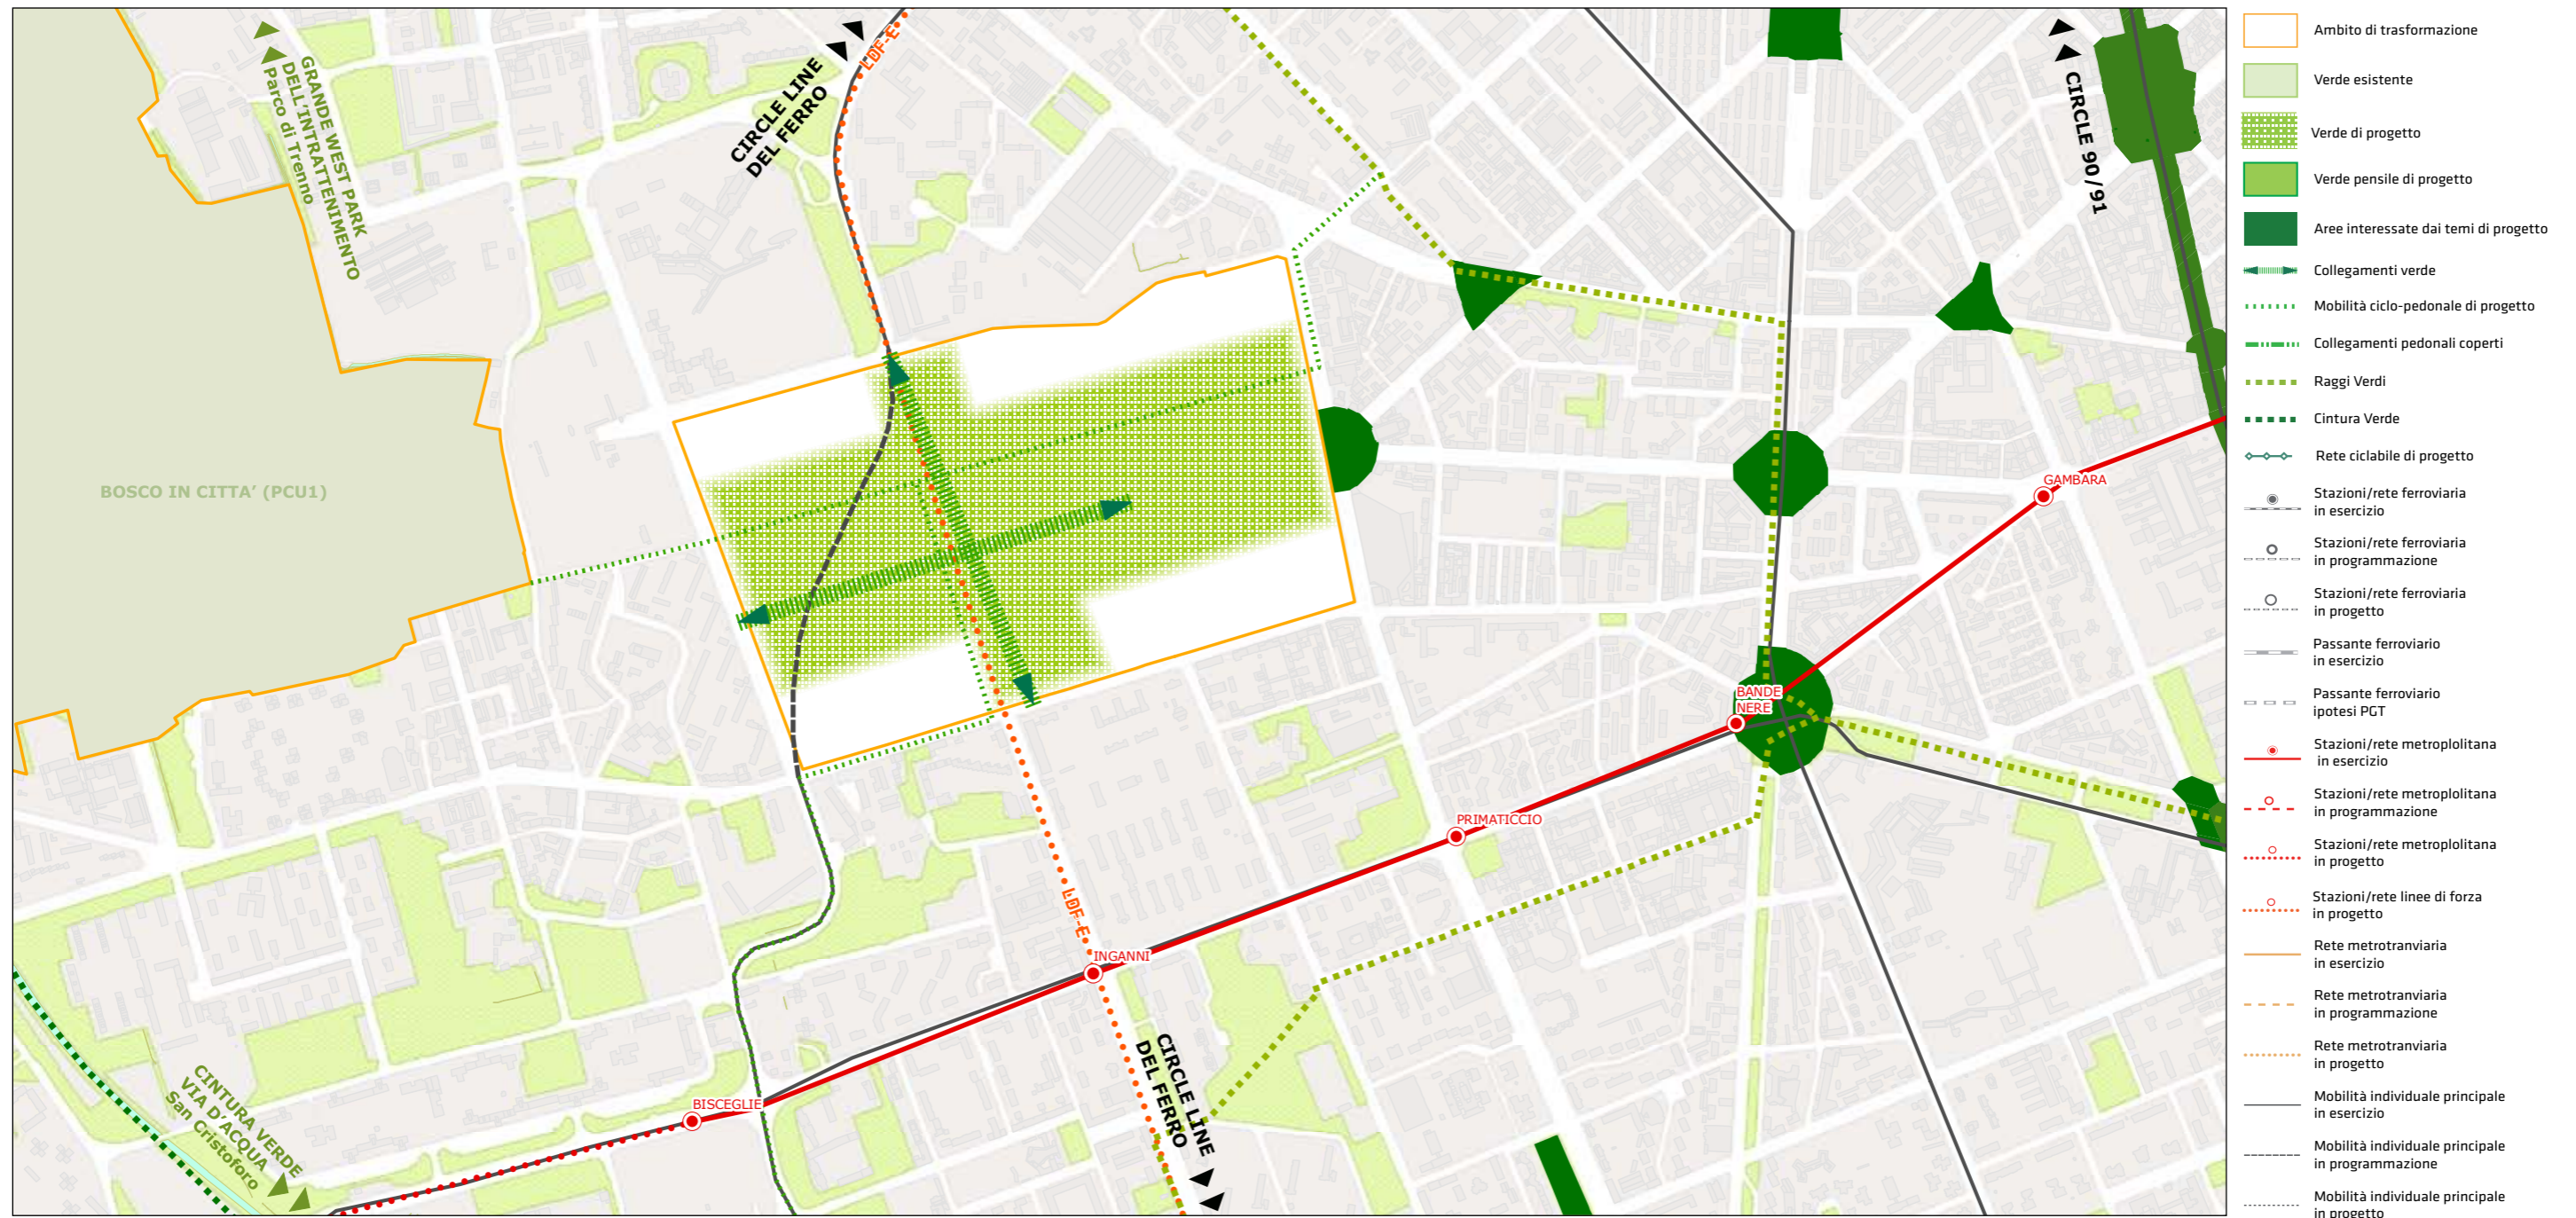 GRANDE WEST PARK
DELL'INTRATTENIMENTO
Parco di Trenno
CIRCLE LINE
DEL FERRO
LDF-E
CIRCLE 90/91
BOSCO IN CITTA' (PCU1)
GAMBARA
BANDE
NERE
PRIMATICCIO
LDF-E
INGANNI
CIRCLE LINE
DEL FERRO
BISCEGLIE
CINTURA VERDE
VIA D'ACQUA
San Cristoforo
Ambito di trasformazione
Verde esistente
Verde di progetto
Verde pensile di progetto
Aree interessate dai temi di progetto
Collegamenti verde
Mobilità ciclo-pedonale di progetto
Collegamenti pedonali coperti
Raggi Verdi
Cintura Verde
Rete ciclabile di progetto
Stazioni/rete ferroviaria
in esercizio
Stazioni/rete ferroviaria
in programmazione
Stazioni/rete ferroviaria
in progetto
Passante ferroviario
in esercizio
Passante ferroviario
ipotesi PGT
Stazioni/rete metroplolitana
in esercizio
Stazioni/rete metroplolitana
in programmazione
Stazioni/rete metroplolitana
in progetto
Stazioni/rete linee di forza
in progetto
Rete metrotranviaria
in esercizio
Rete metrotranviaria
in programmazione
Rete metrotranviaria
in progetto
Mobilità individuale principale
in esercizio
Mobilità individuale principale
in programmazione
Mobilità individuale principale
in progetto